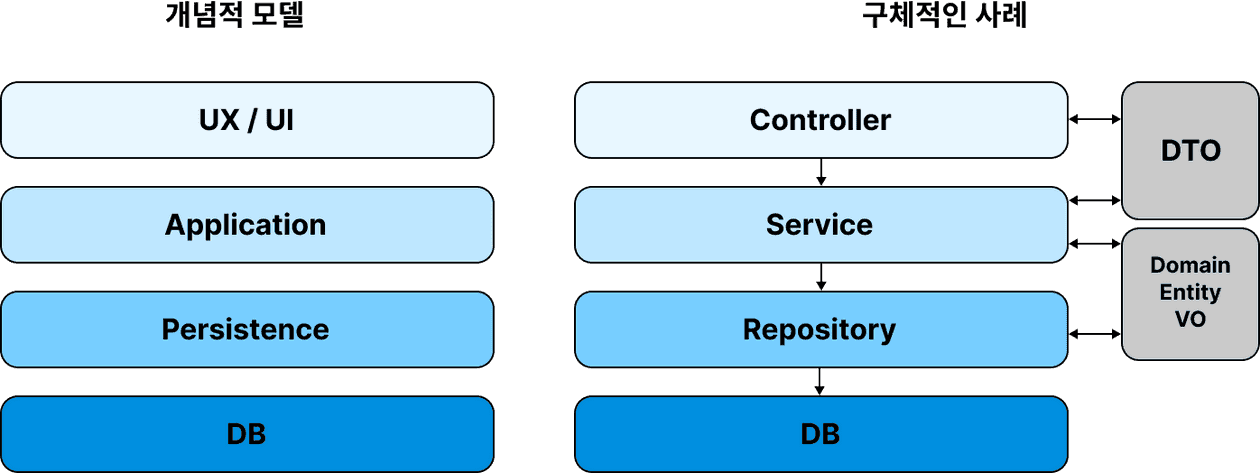 개념적 모델
구체적인 사례
UX / UI
Controller
DTO
Application
Service
Domain
Entity
VO
Persistence
Repository
DB
DB